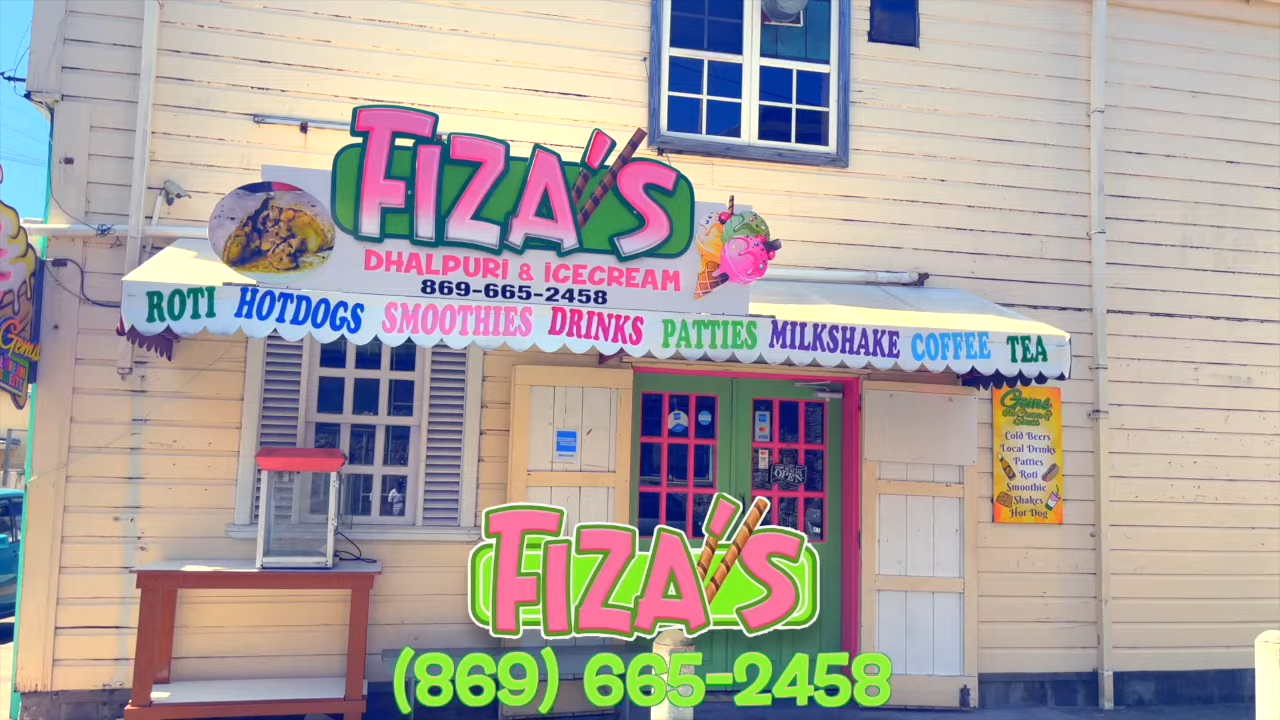 FIZA'S
DHALPURI & ICECREAM
869-665-2458
ROTI HOTDOGS SMOOTHIES DRINKS PATTIES MILKSHAKE COFFEE TEA
Gems
OPEN
Gems
Cold Beers
Local Drinks
Patties
Roti
Smoothie
Shakes
Hot Dog
FIZA'S
(869) 665-2458